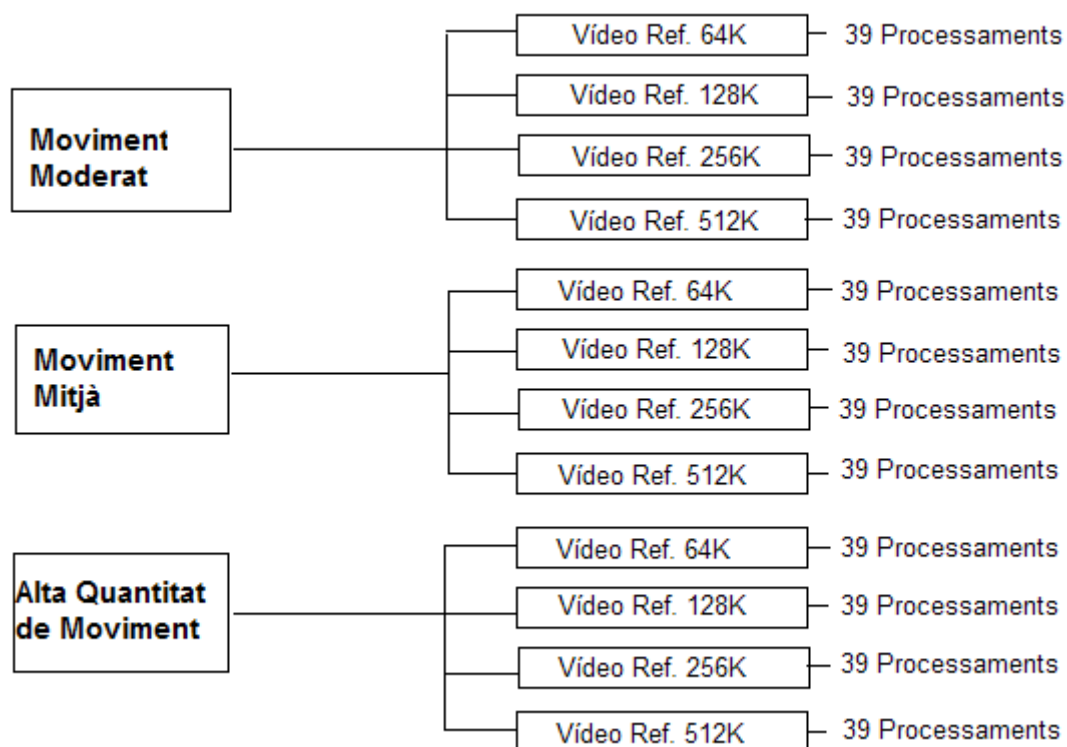 Moviment
Moderat
Vídeo Ref. 64K
39 Processaments
Vídeo Ref. 128K
39 Processaments
Vídeo Ref. 256K
39 Processaments
Vídeo Ref. 512K
39 Processaments
Moviment
Mitjà
Vídeo Ref. 64K
39 Processaments
Vídeo Ref. 128K
39 Processaments
Vídeo Ref. 256K
39 Processaments
Vídeo Ref. 512K
39 Processaments
Alta Quantitat
de Moviment
Vídeo Ref. 64K
39 Processaments
Vídeo Ref. 128K
39 Processaments
Vídeo Ref. 256K
39 Processaments
Vídeo Ref. 512K
39 Processaments